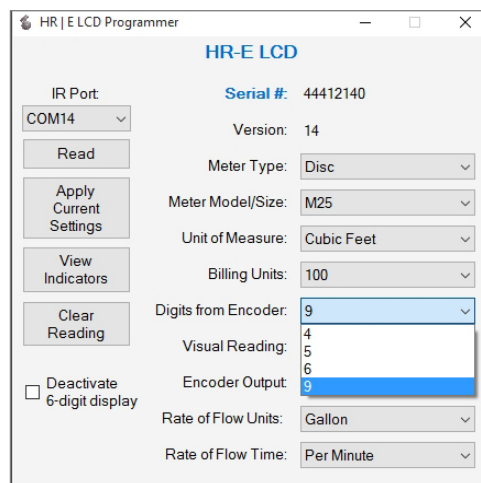 HR | E LCD Programmer
HR-E LCD
IR Port:
COM14
Read
Apply
Current
Settings
View
Indicators
Clear
Reading
Deactivate
6-digit display
Serial #: 44412140
Version: 14
Meter Type: Disc
Meter Model/Size: M25
Unit of Measure: Cubic Feet
Billing Units: 100
Digits from Encoder: 9
4
Visual Reading: 5
6
Encoder Output: 9
Rate of Flow Units: Gallon
Rate of Flow Time: Per Minute